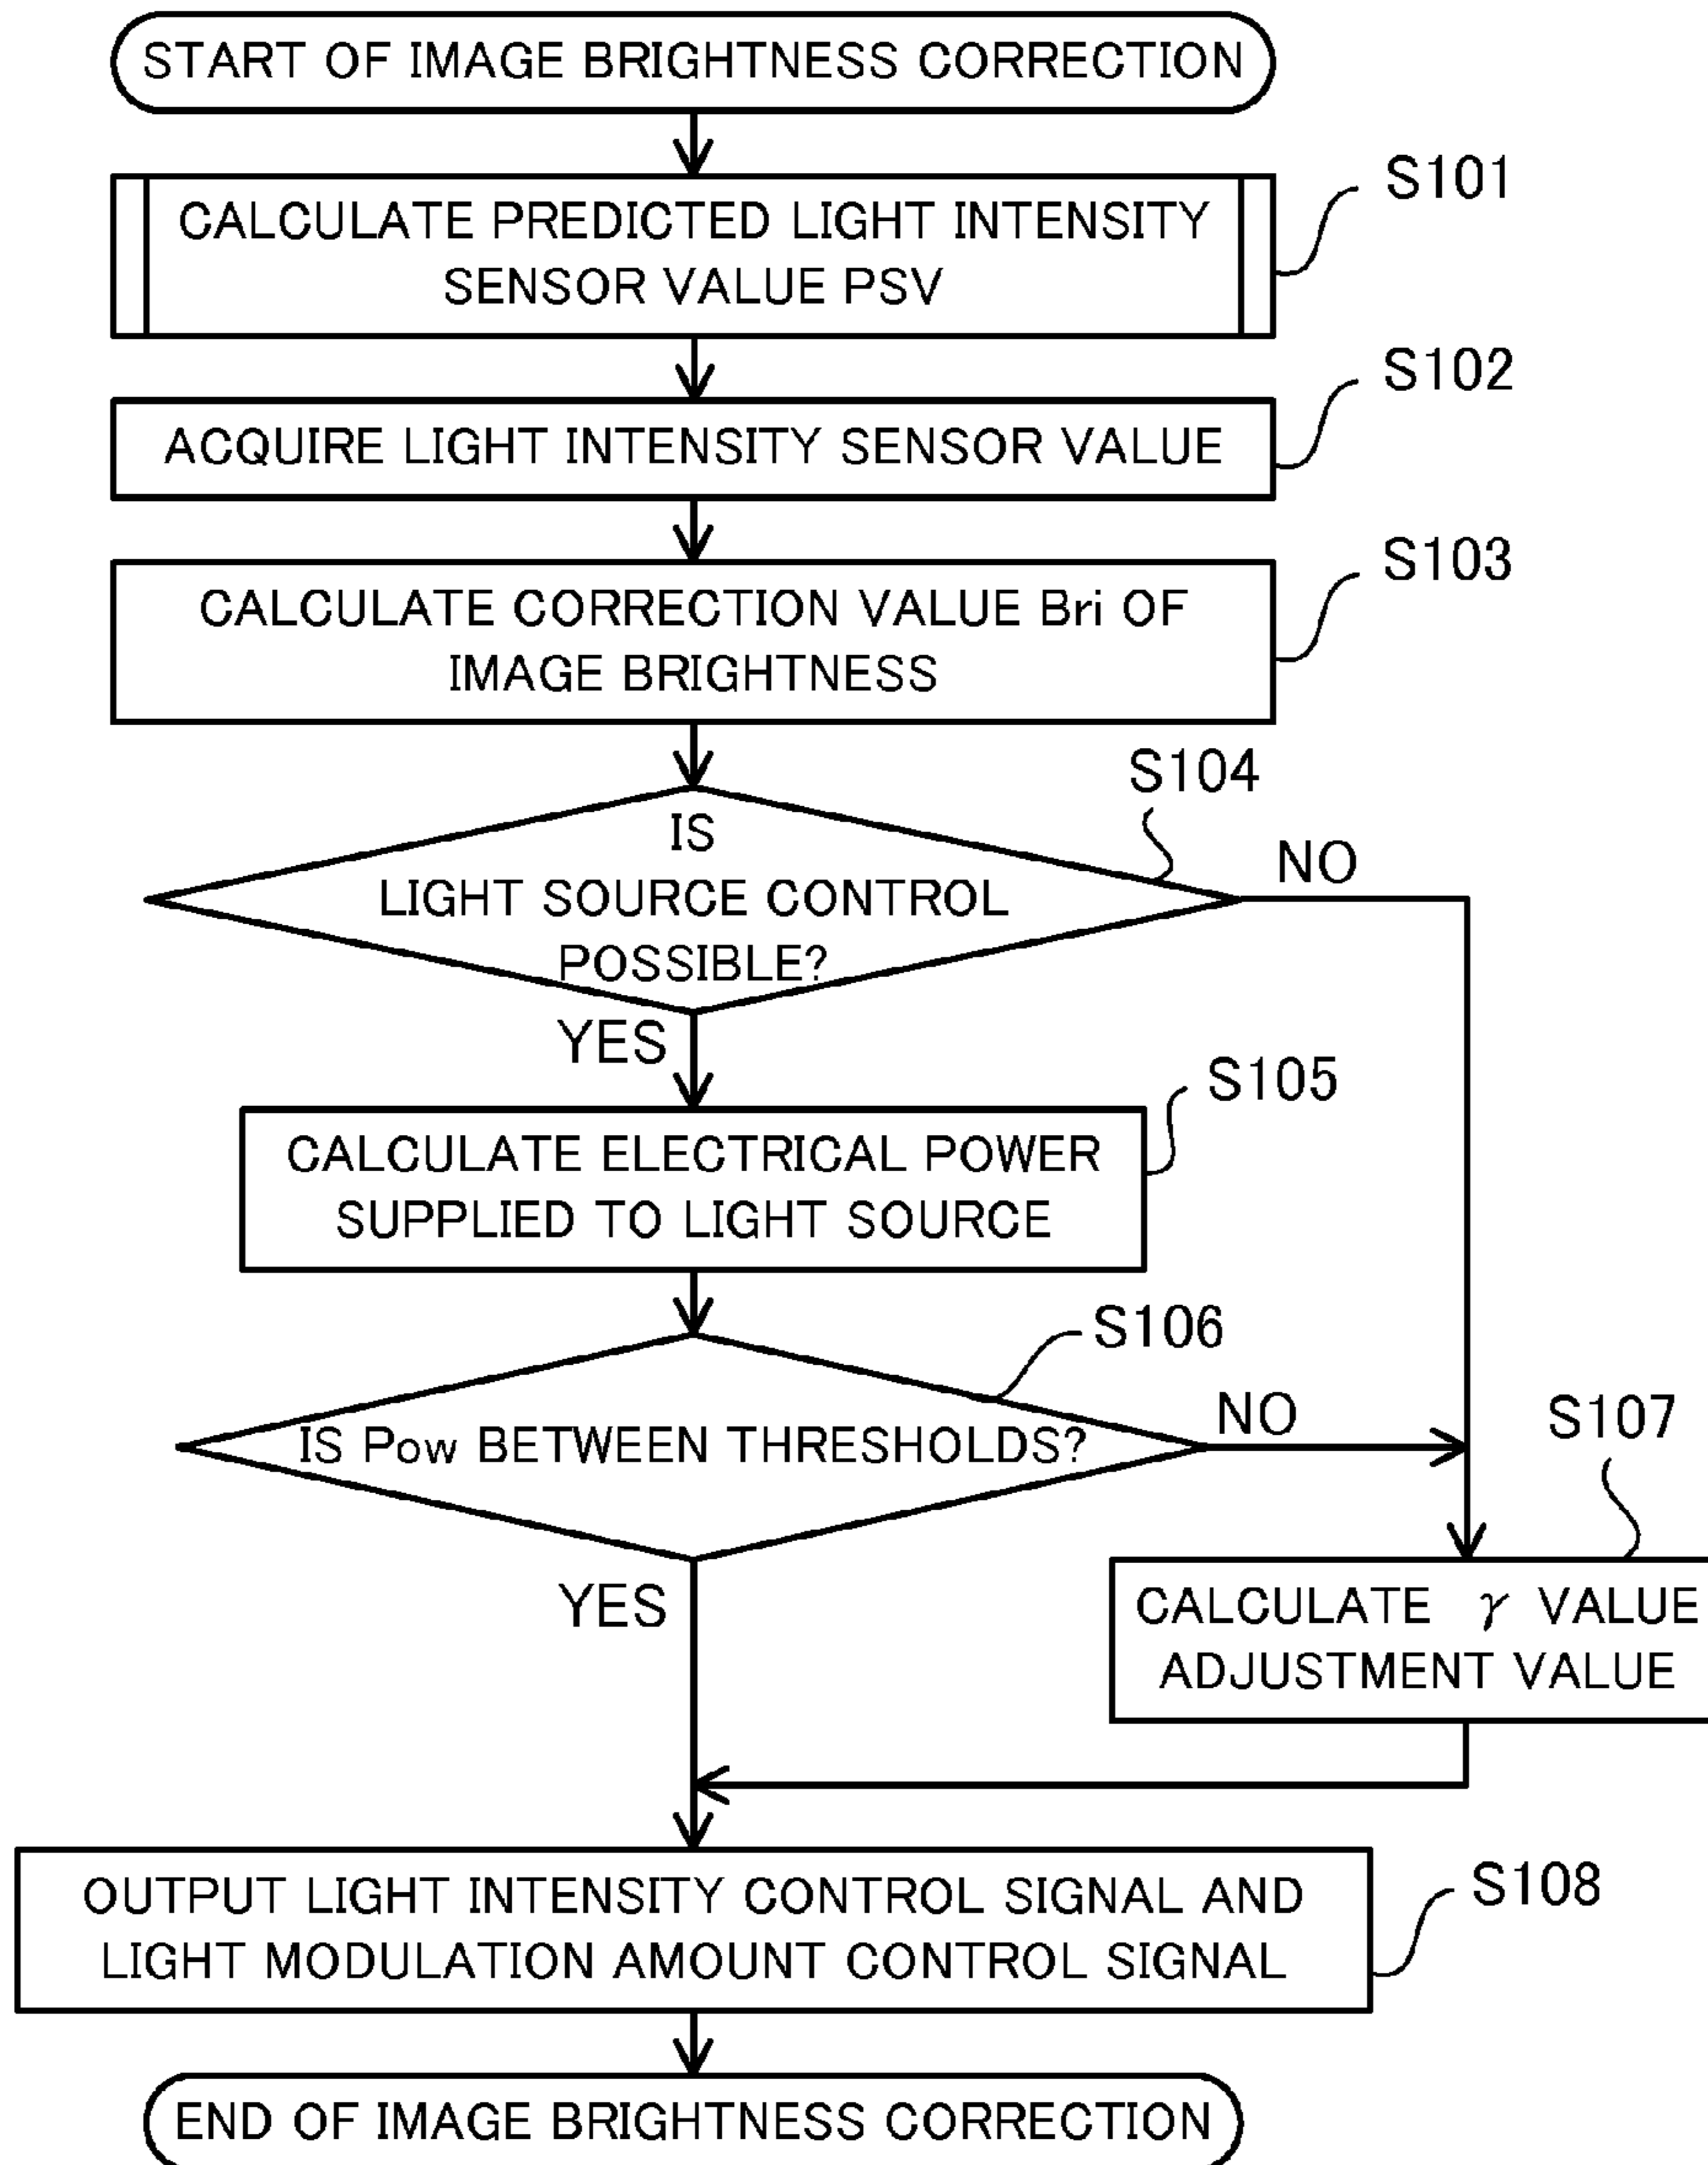 START OF IMAGE BRIGHTNESS CORRECTION
S101
CALCULATE PREDICTED LIGHT INTENSITY
SENSOR VALUE PSV
S102
ACQUIRE LIGHT INTENSITY SENSOR VALUE
S103
CALCULATE CORRECTION VALUE Bri OF
IMAGE BRIGHTNESS
S104
IS
LIGHT SOURCE CONTROL
POSSIBLE?
NO
YES
S105
CALCULATE ELECTRICAL POWER
SUPPLIED TO LIGHT SOURCE
S106
IS Pow BETWEEN THRESHOLDS?
NO
YES
S107
CALCULATE γ VALUE
ADJUSTMENT VALUE
S108
OUTPUT LIGHT INTENSITY CONTROL SIGNAL AND
LIGHT MODULATION AMOUNT CONTROL SIGNAL
END OF IMAGE BRIGHTNESS CORRECTION